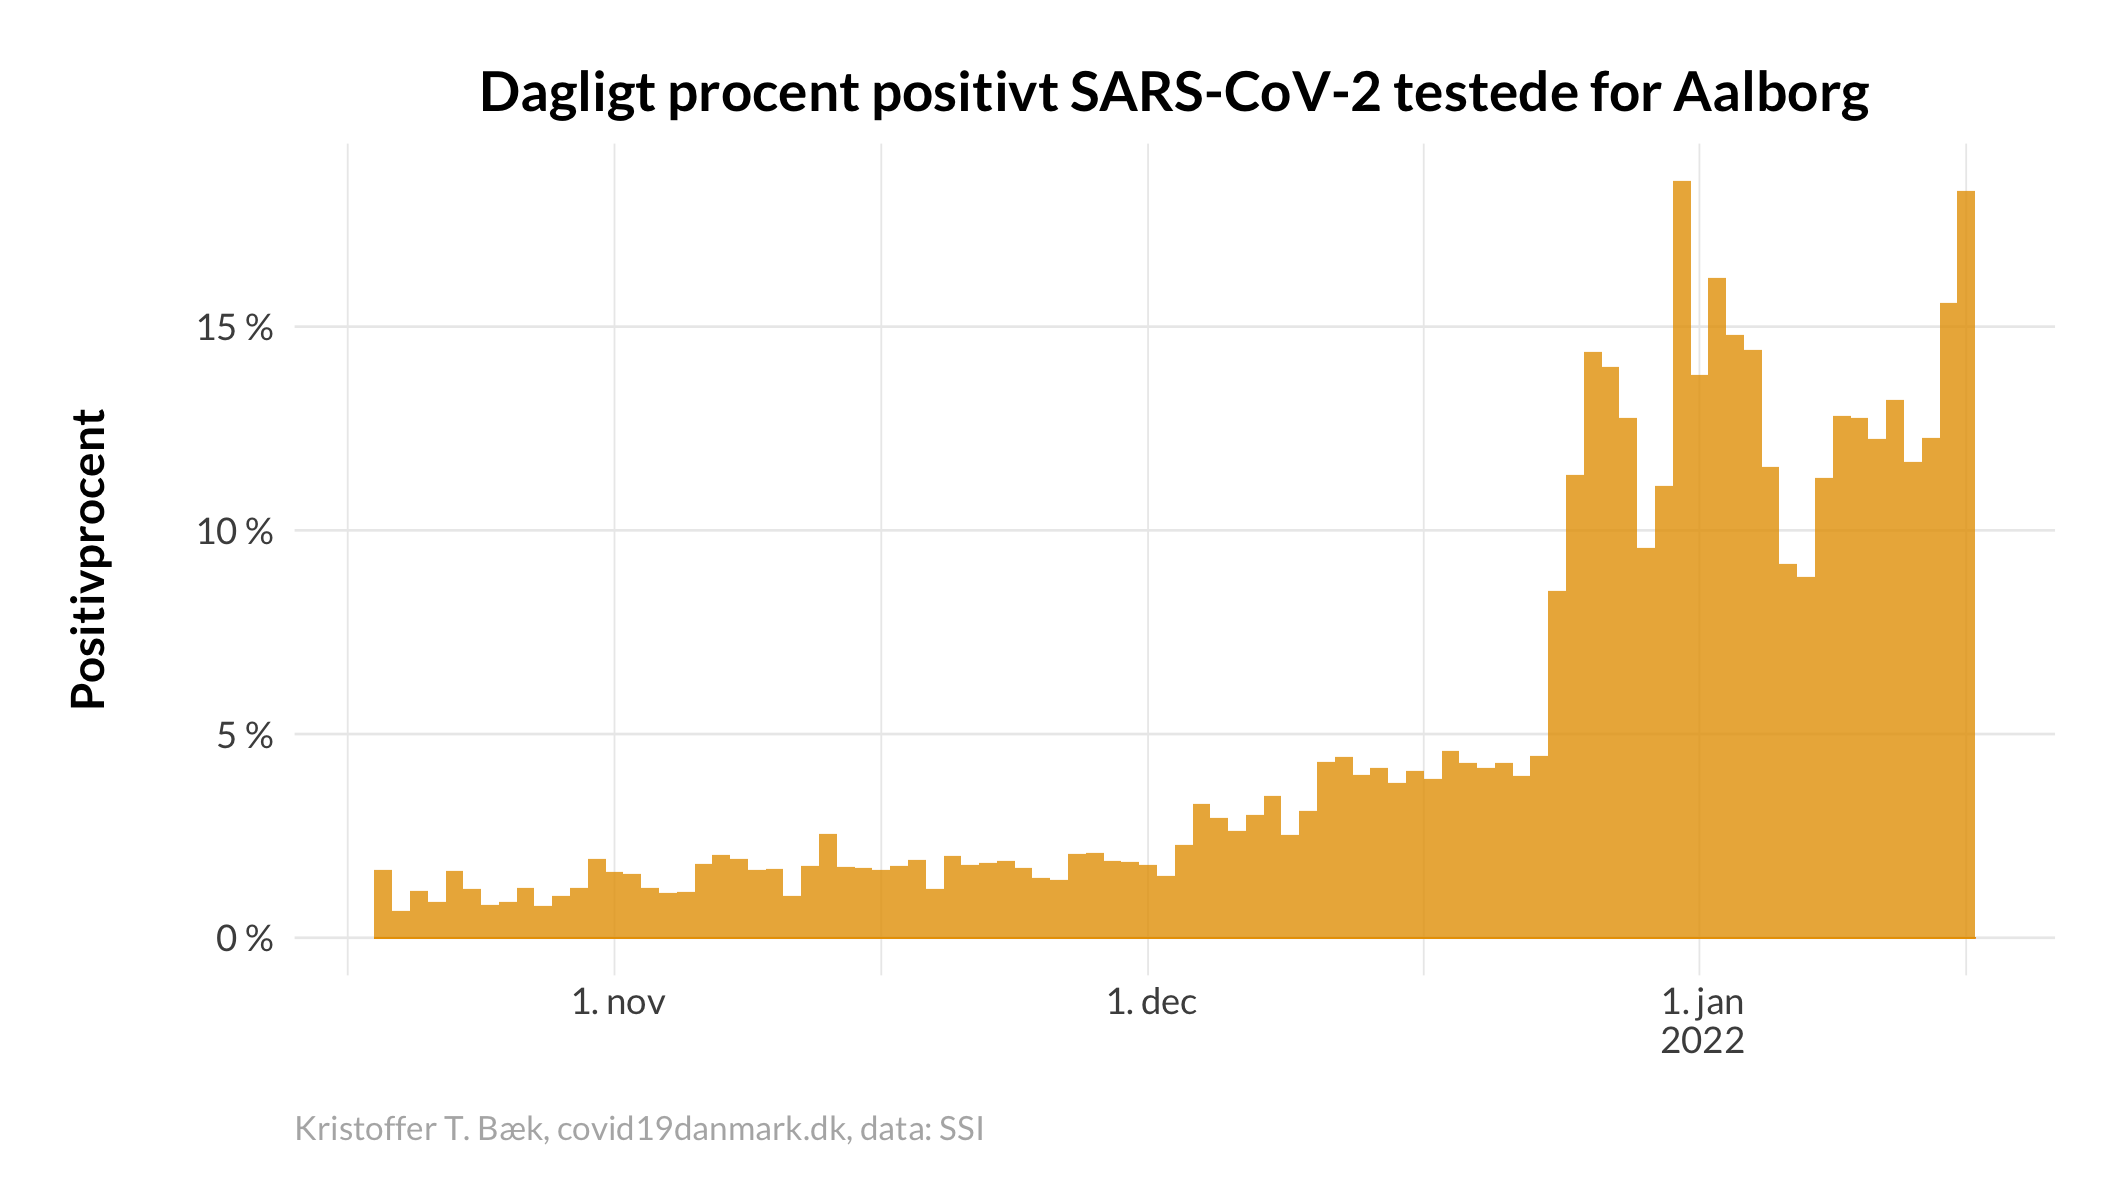 Dagligt procent positivt SARS-CoV-2 testede for Aalborg
Positivprocent
15 %
10 %
5 %
0 %
1. nov
1. dec
1. jan
2022
Kristoffer T. Bæk, covid19danmark.dk, data: SSI